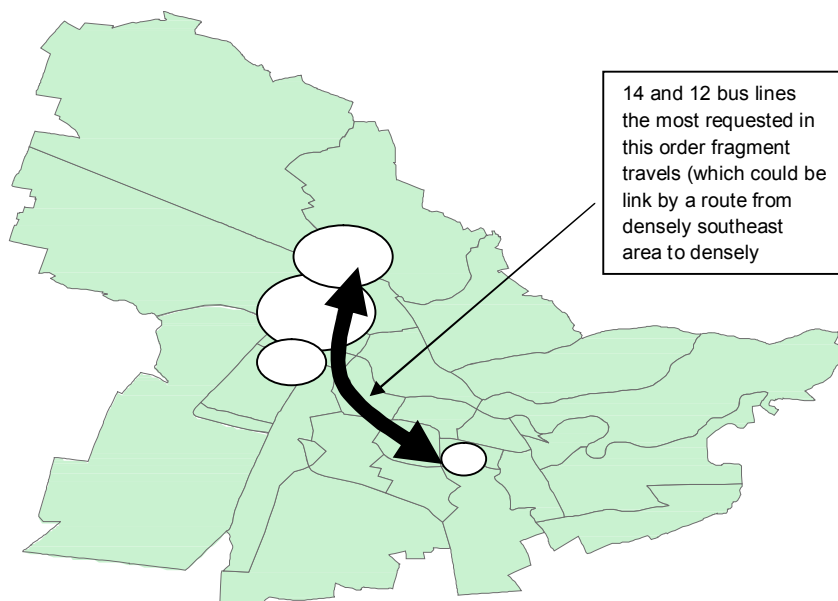 14 and 12 bus lines
the most requested in
this order fragment
travels (which could be
link by a route from
densely southeast
area to densely